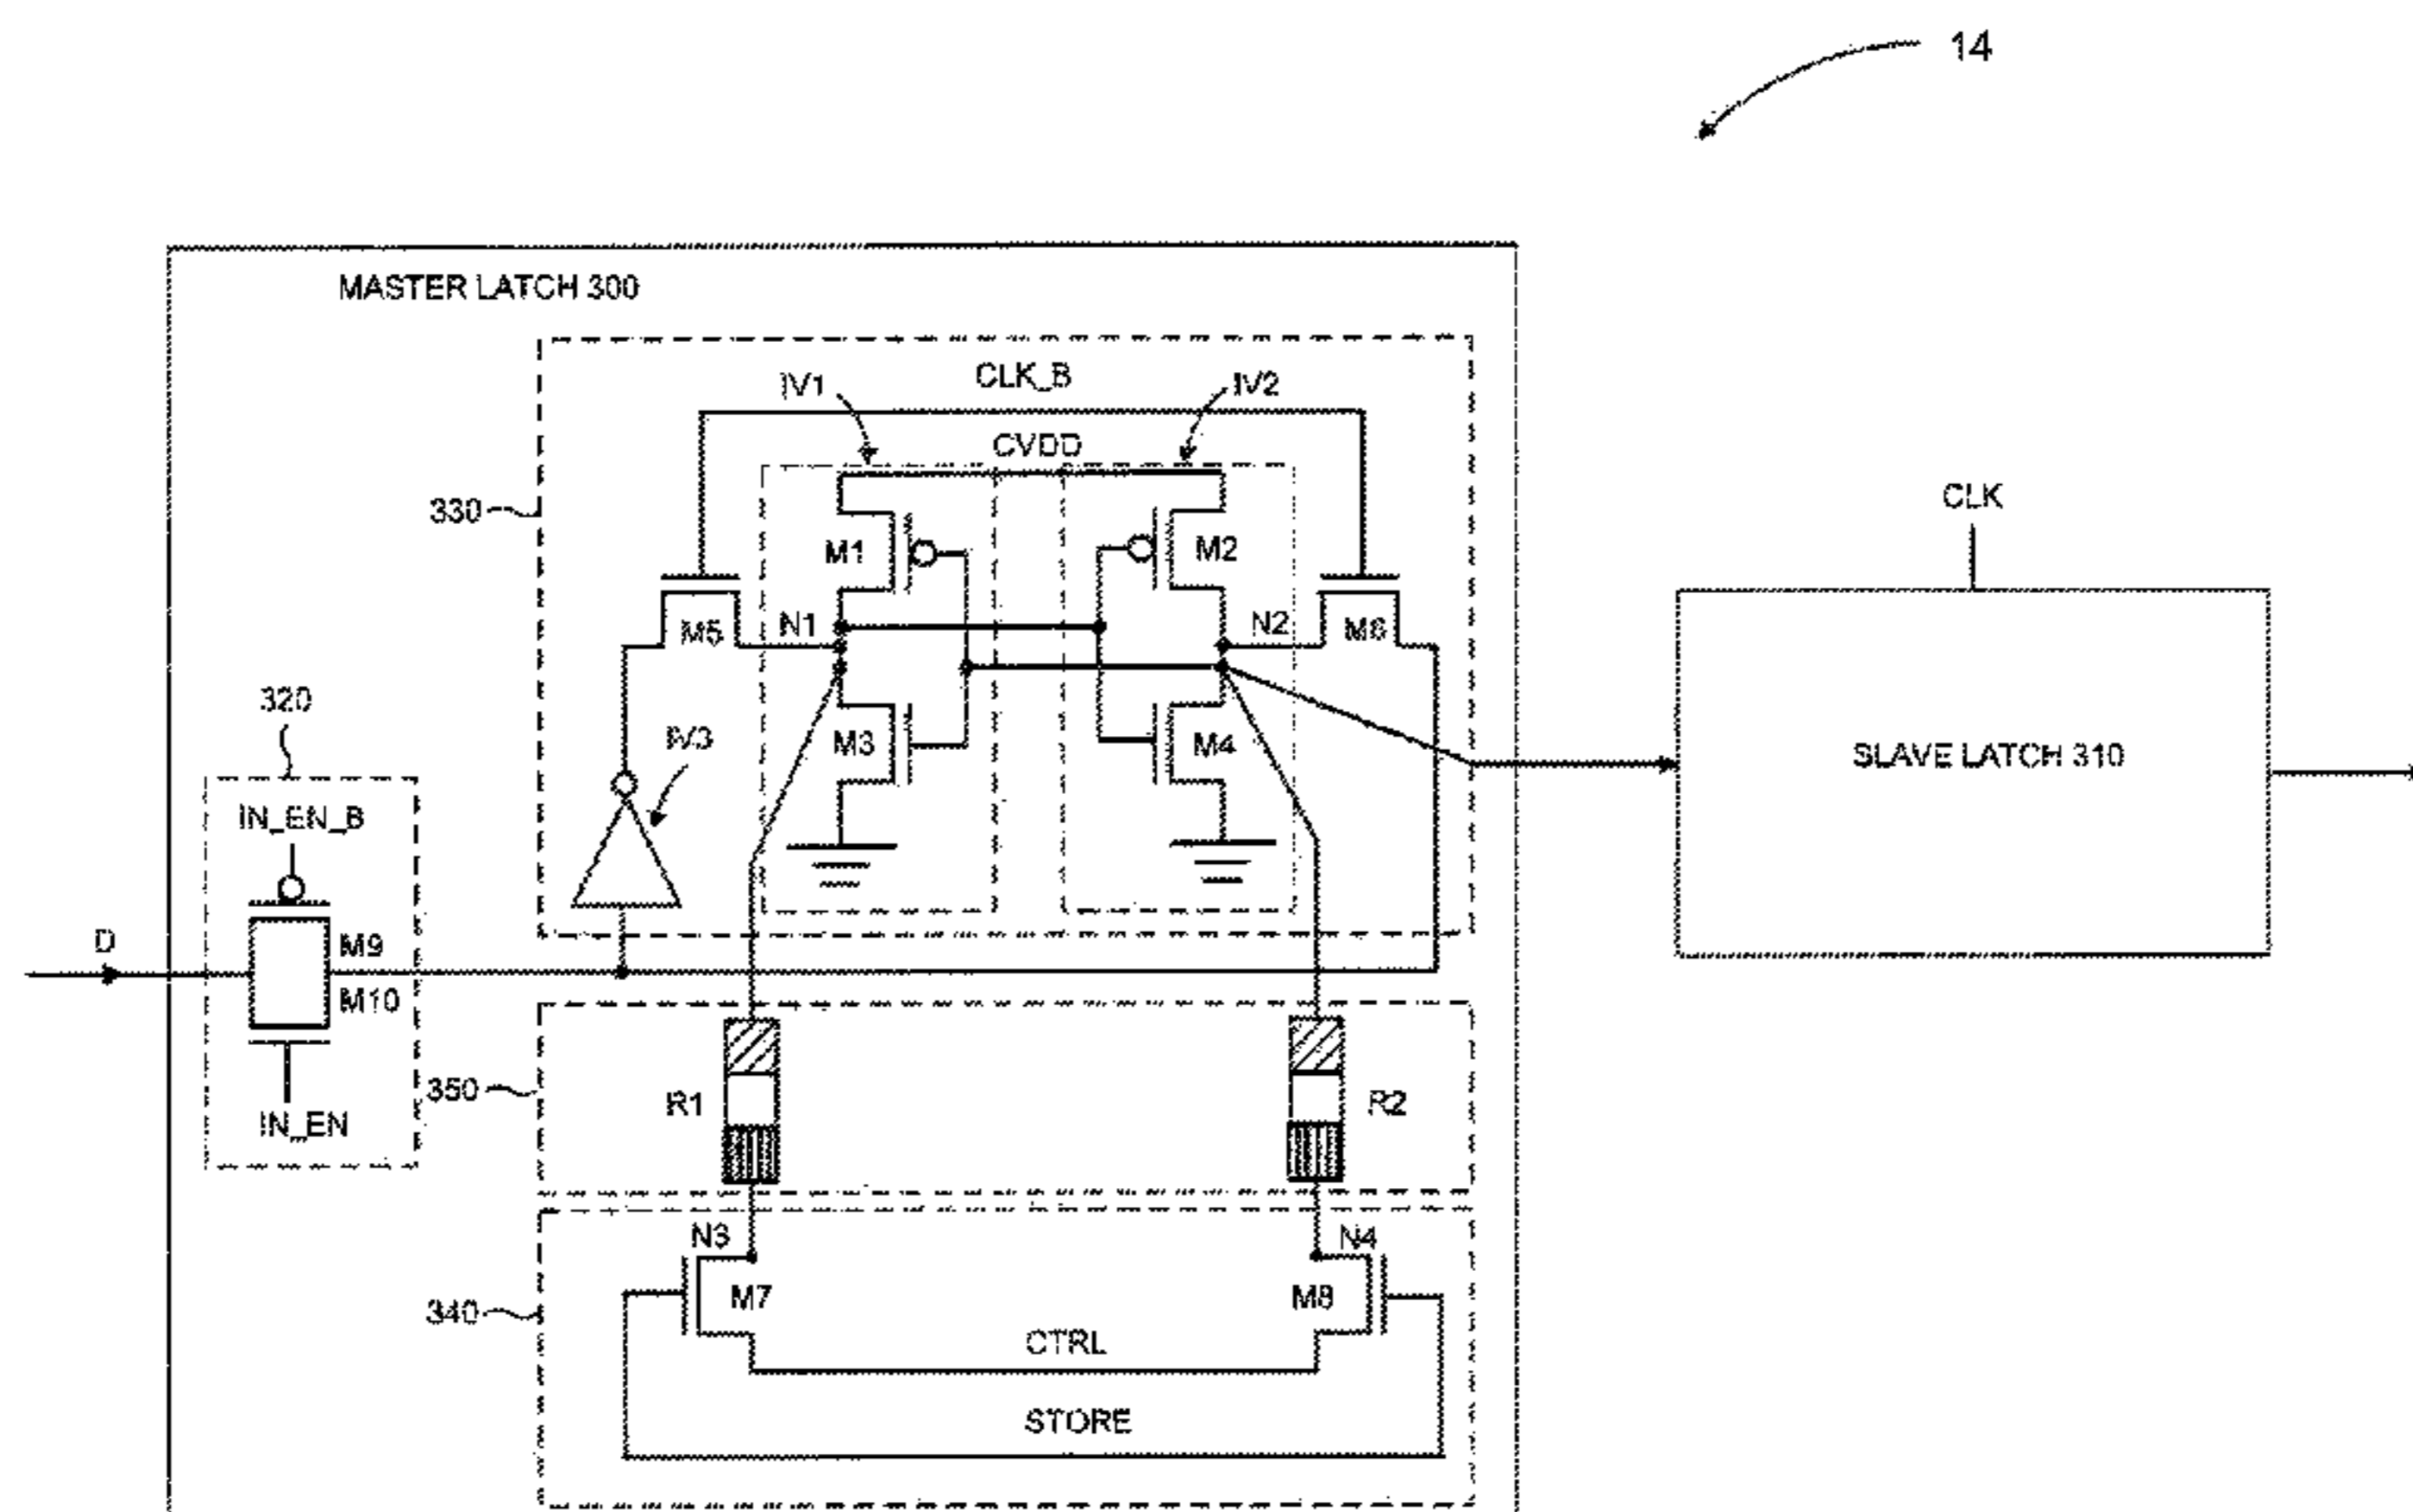 14
MASTER LATCH 300
CLK_B
IV1
IV2
CVDD
330
CLK
M1
M2
N1
N2
M5
M6
320
IV3
M3
M4
SLAVE LATCH 310
IN_EN_B
D
M9
M10
350
R1
R2
IN_EN
N3
N4
M7
M8
340
CTRL
STORE